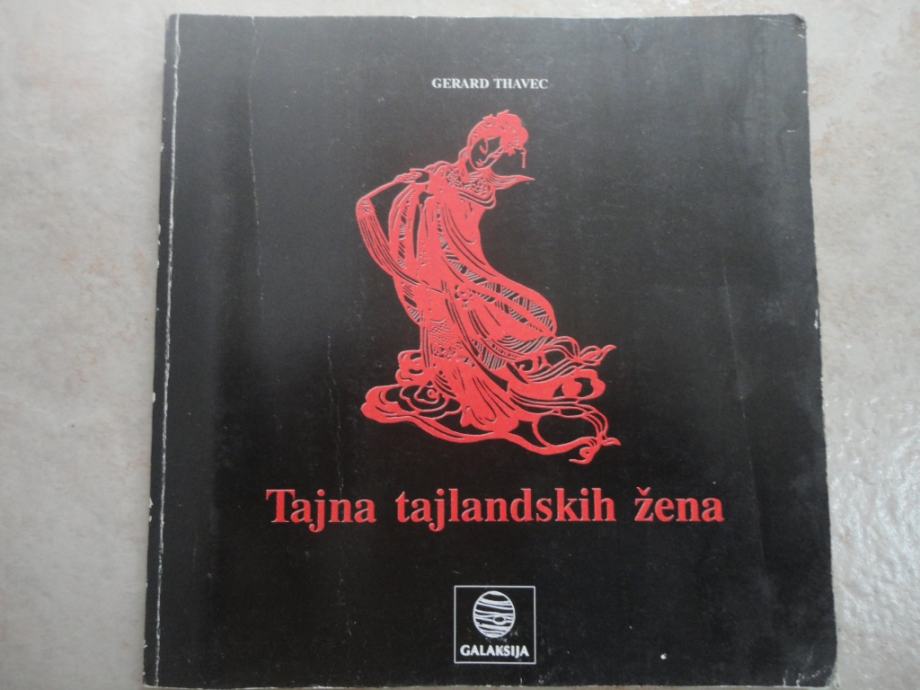 GERARD THAVEC
Tajna tajlandskih žena
GALAKSIJA